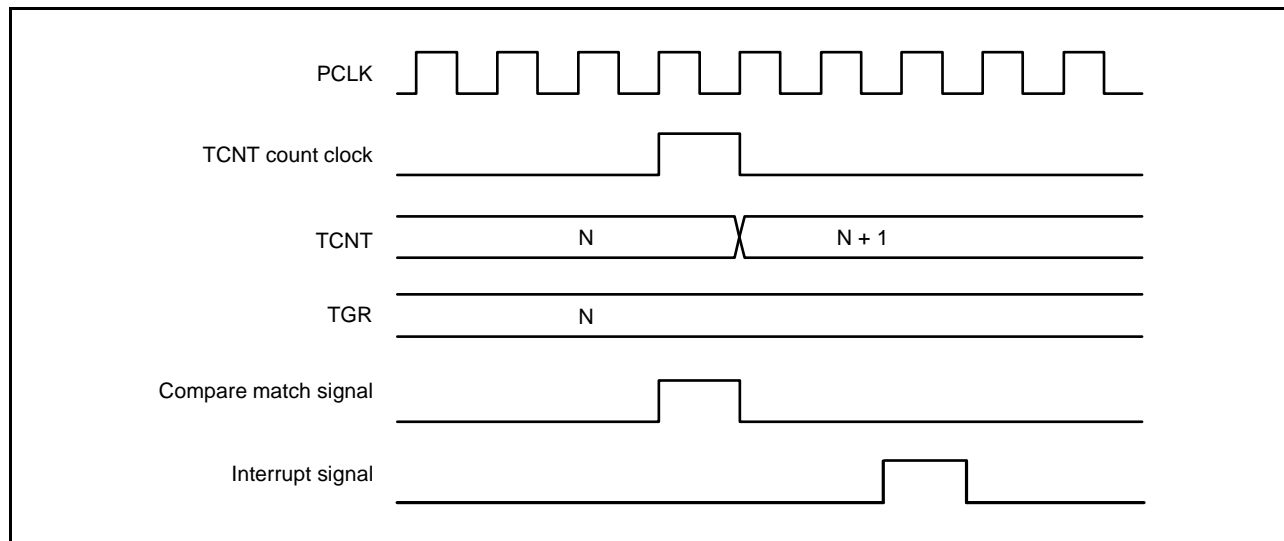 PCLK
TCNT count clock
TCNT
N
N + 1
TGR
N
Compare match signal
Interrupt signal